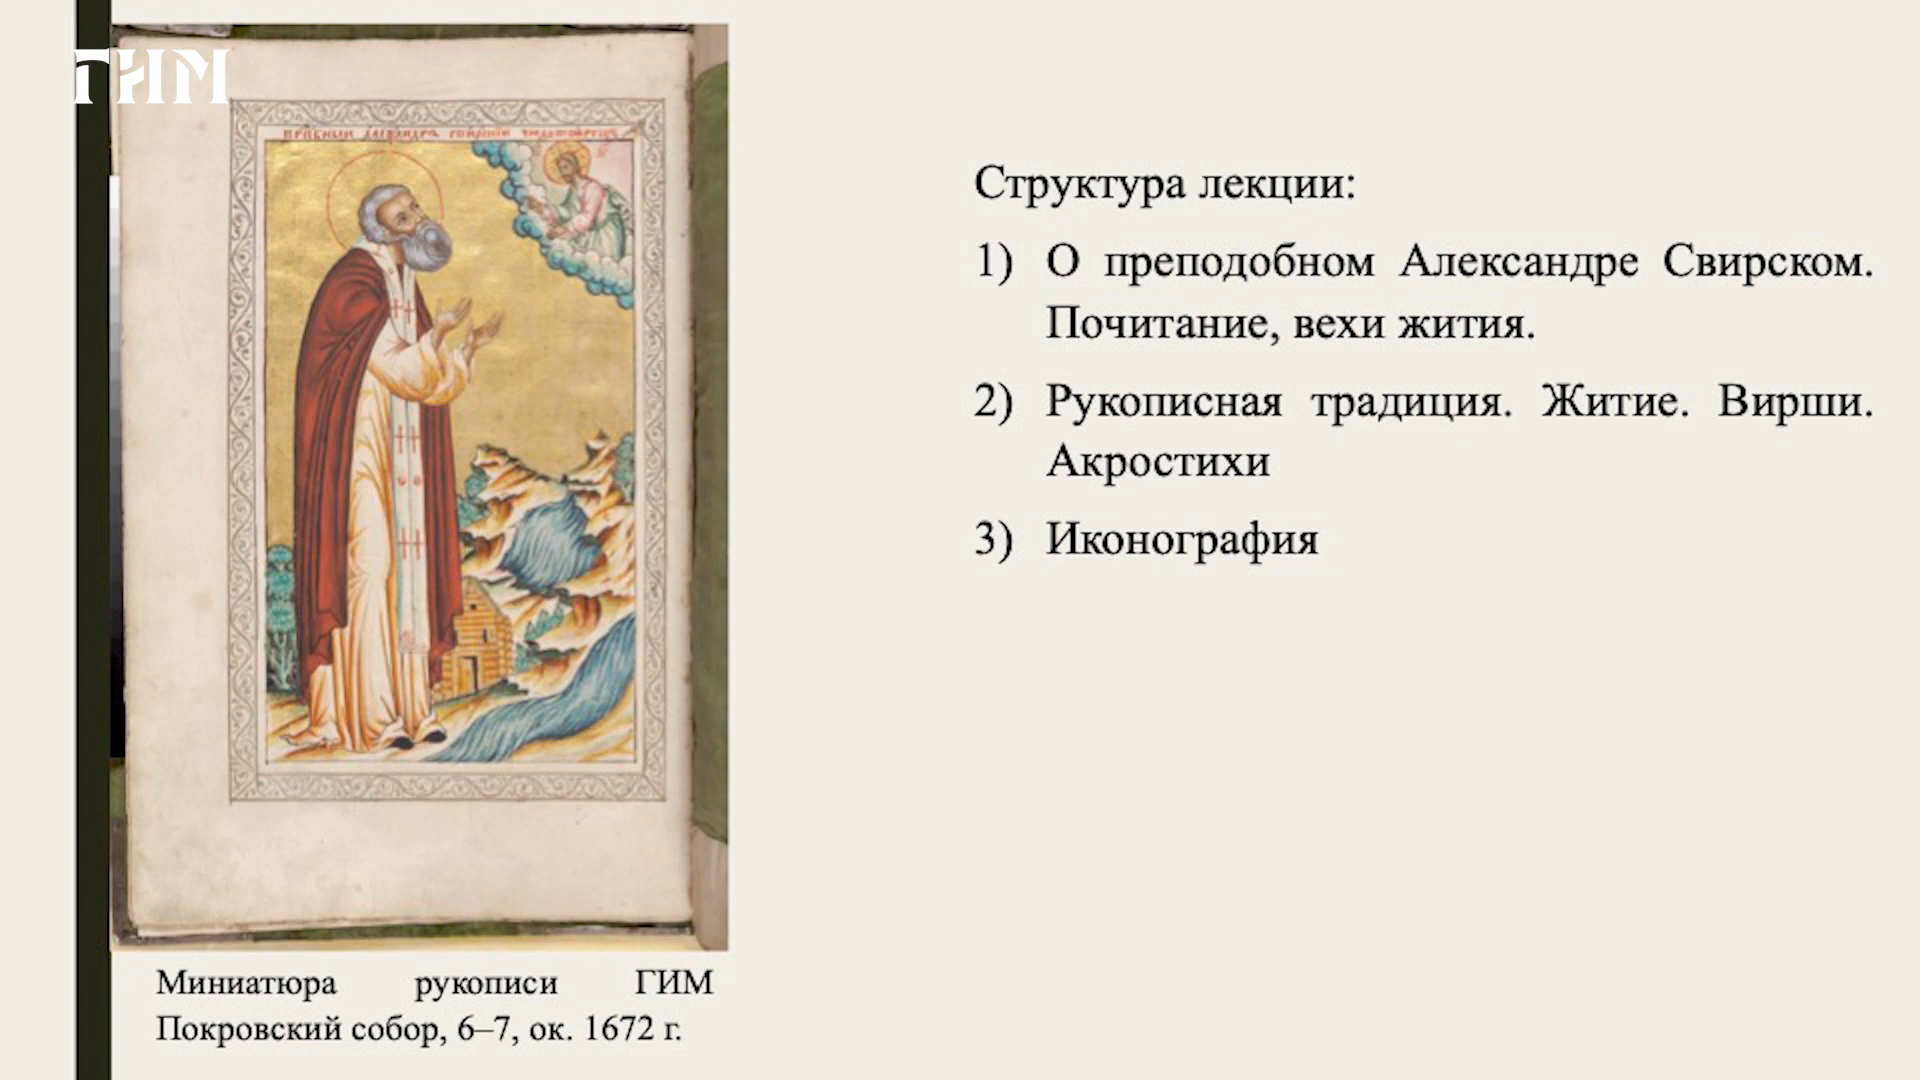 ГИМ
Структура лекции:
1) О преподобном Александре Свирском.
Почитание, вехи жития.
2) Рукописная традиция. Житие. Вирши.
Акростихи
3) Иконография
Миниатюра рукописи ГИМ
Покровский собор, 6–7, ок. 1672 г.